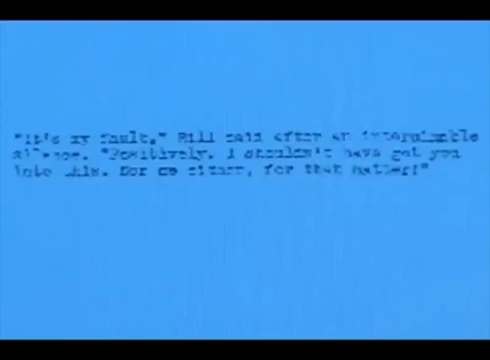 "It's my fault," Bill said after an interminable
silence. "Positively. I shouldn't have got you
into this. Nor me either, for that matter!"